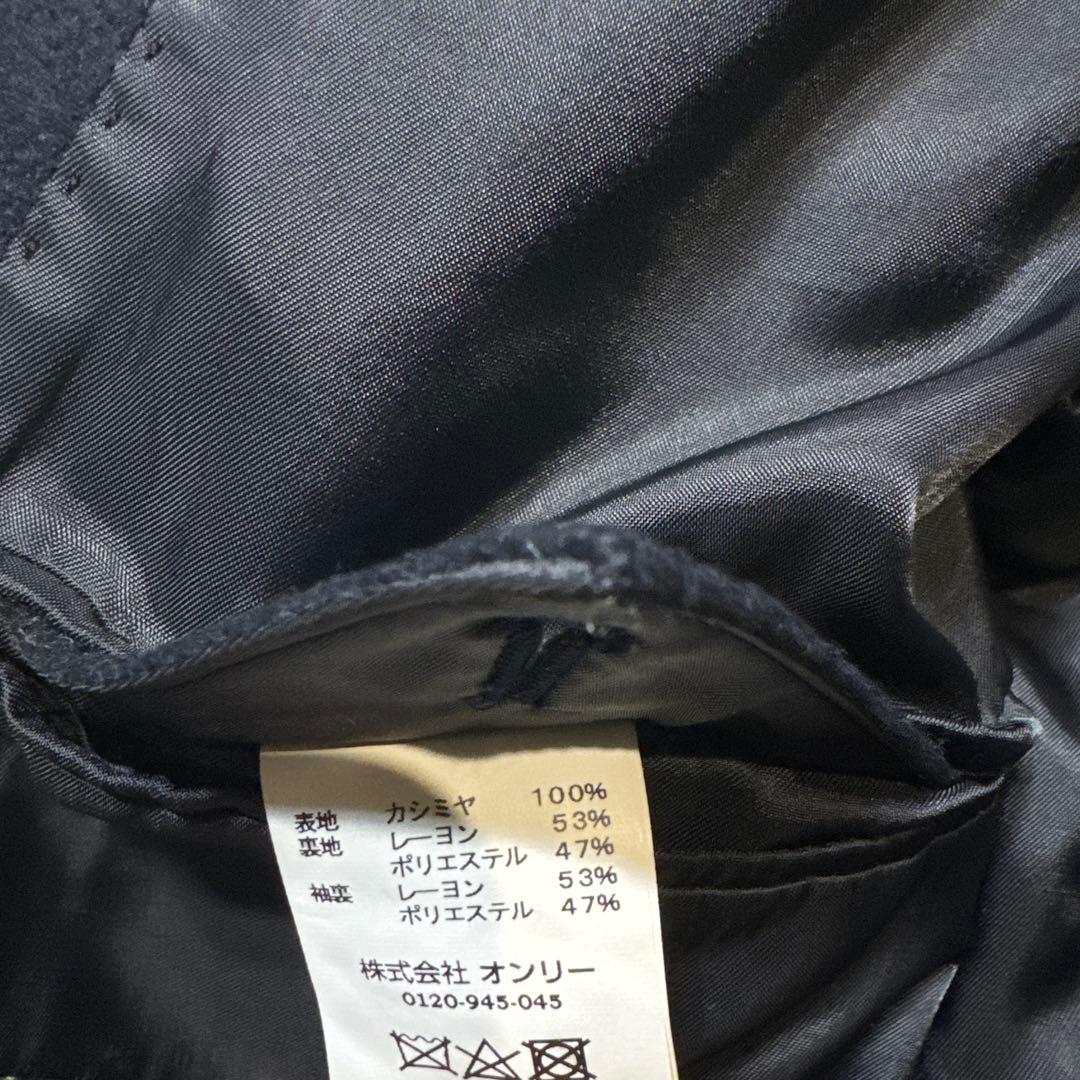 表地 カシミヤ 100%
裏地 レーヨン 53%
ポリエステル 47%
袖裏 レーヨン 53%
ポリエステル 47%
株式会社 オンリー
0120-945-045